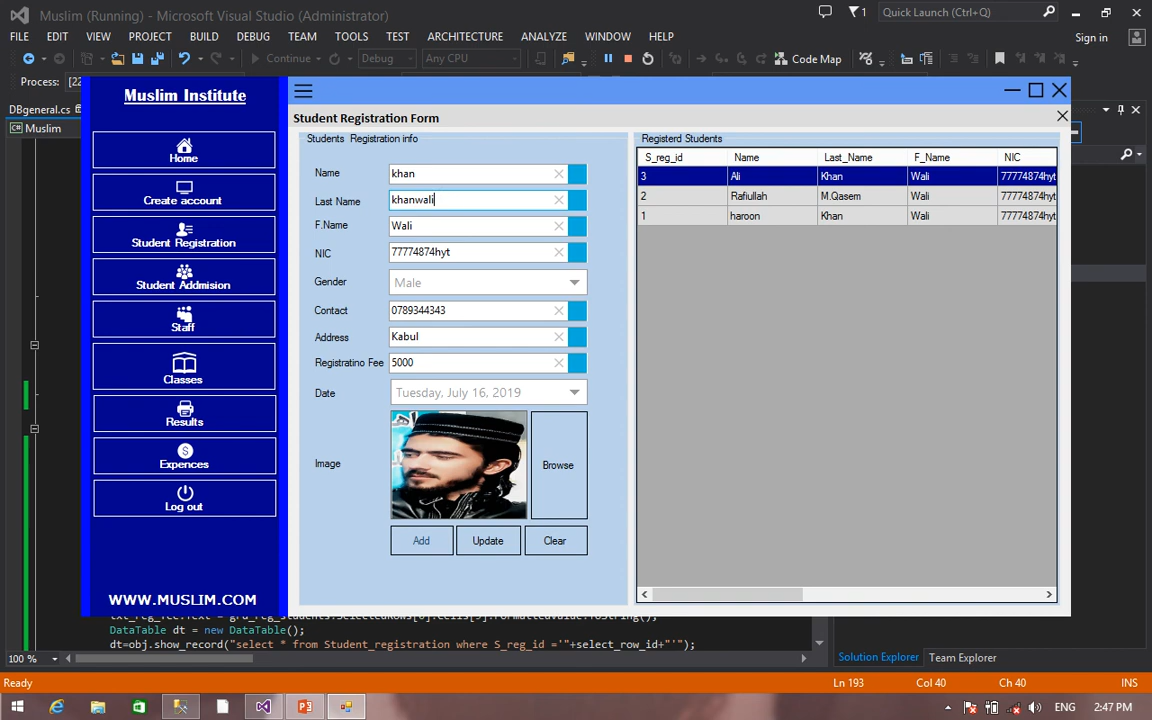 Muslim (Running) - Microsoft Visual Studio (Administrator)
Quick Launch (Ctrl+Q)
1
FILE EDIT VIEW PROJECT BUILD DEBUG TEAM TOOLS TEST ARCHITECTURE ANALYZE WINDOW HELP
Sign in
Continue Debug Any CPU Code Map
Process: [22
DBgeneral.cs
C# Muslim
Muslim Institute
Home
Create account
Student Registration
Student Addmision
Staff
Classes
Results
Expences
Log out
WWW.MUSLIM.COM
Student Registration Form
Students Registration info
Name khan
Last Name khanwali
F.Name Wali
NIC 77774874hyt
Gender Male
Contact 0789344343
Address Kabul
Registratino Fee 5000
Date Tuesday, July 16, 2019
Image
Browse
Add Update Clear
Registerd Students
S_reg_id Name Last_Name F_Name NIC
3 Ali Khan Wali 77774874hyt
2 Rafiullah M.Qasem Wali 77774874hyt
1 haroon Khan Wali 77774874hyt
DataTable dt = new DataTable();
dt=obj.show_record("select * from Student_registration where S_reg_id ='"+select_row_id+"'");
100 %
Solution Explorer Team Explorer
Ready Ln 193 Col 40 Ch 40 INS
ENG 2:47 PM